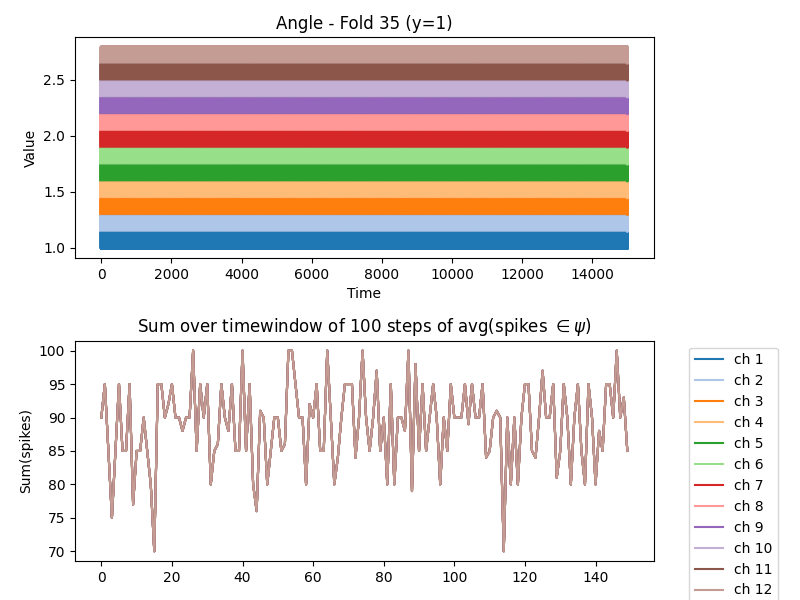 Angle - Fold 35 (y=1)
2.5
2.0
1.5
1.0
Value
0 2000 4000 6000 8000 10000 12000 14000
Time
Sum over timewindow of 100 steps of avg(spikes ∈ ψ)
100
95
90
85
80
75
70
Sum(spikes)
0 20 40 60 80 100 120 140
ch 1
ch 2
ch 3
ch 4
ch 5
ch 6
ch 7
ch 8
ch 9
ch 10
ch 11
ch 12